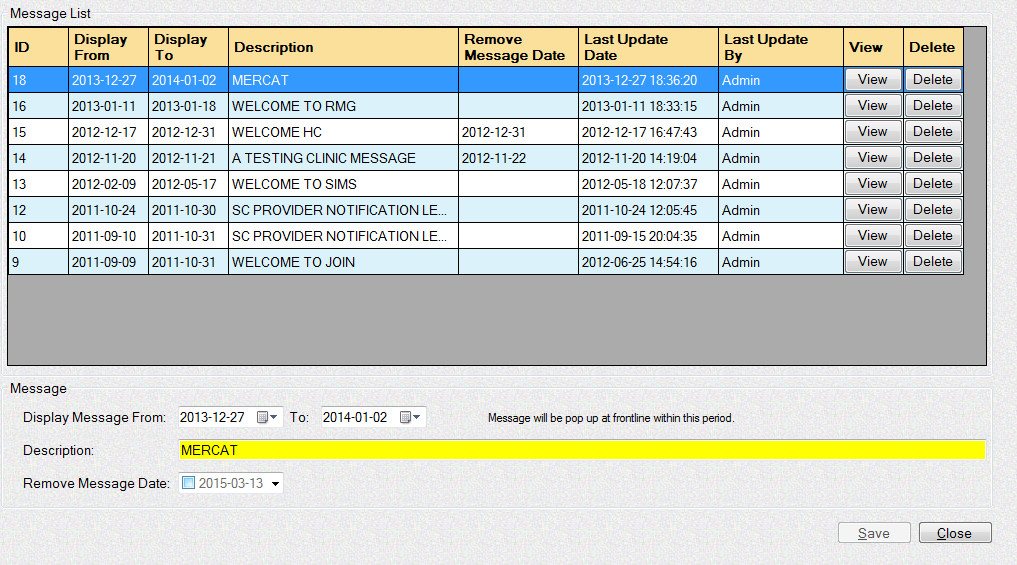 Message List
ID Display From Display To Description Remove Message Date Last Update Date Last Update By View Delete
18 2013-12-27 2014-01-02 MERCAT 2013-12-27 18:36:20 Admin View Delete
16 2013-01-11 2013-01-18 WELCOME TO RMG 2013-01-11 18:33:15 Admin View Delete
15 2012-12-17 2012-12-31 WELCOME HC 2012-12-31 2012-12-17 16:47:43 Admin View Delete
14 2012-11-20 2012-11-21 A TESTING CLINIC MESSAGE 2012-11-22 2012-11-20 14:19:04 Admin View Delete
13 2012-02-09 2012-05-17 WELCOME TO SIMS 2012-05-18 12:07:37 Admin View Delete
12 2011-10-24 2011-10-30 SC PROVIDER NOTIFICATION LE... 2011-10-24 12:05:45 Admin View Delete
10 2011-09-10 2011-10-31 SC PROVIDER NOTIFICATION LE... 2011-09-15 20:04:35 Admin View Delete
9 2011-09-09 2011-10-31 WELCOME TO JOIN 2012-06-25 14:54:16 Admin View Delete
Message
Display Message From: 2013-12-27 To: 2014-01-02 Message will be pop up at frontline within this period.
Description: MERCAT
Remove Message Date: 2015-03-13
Save Close